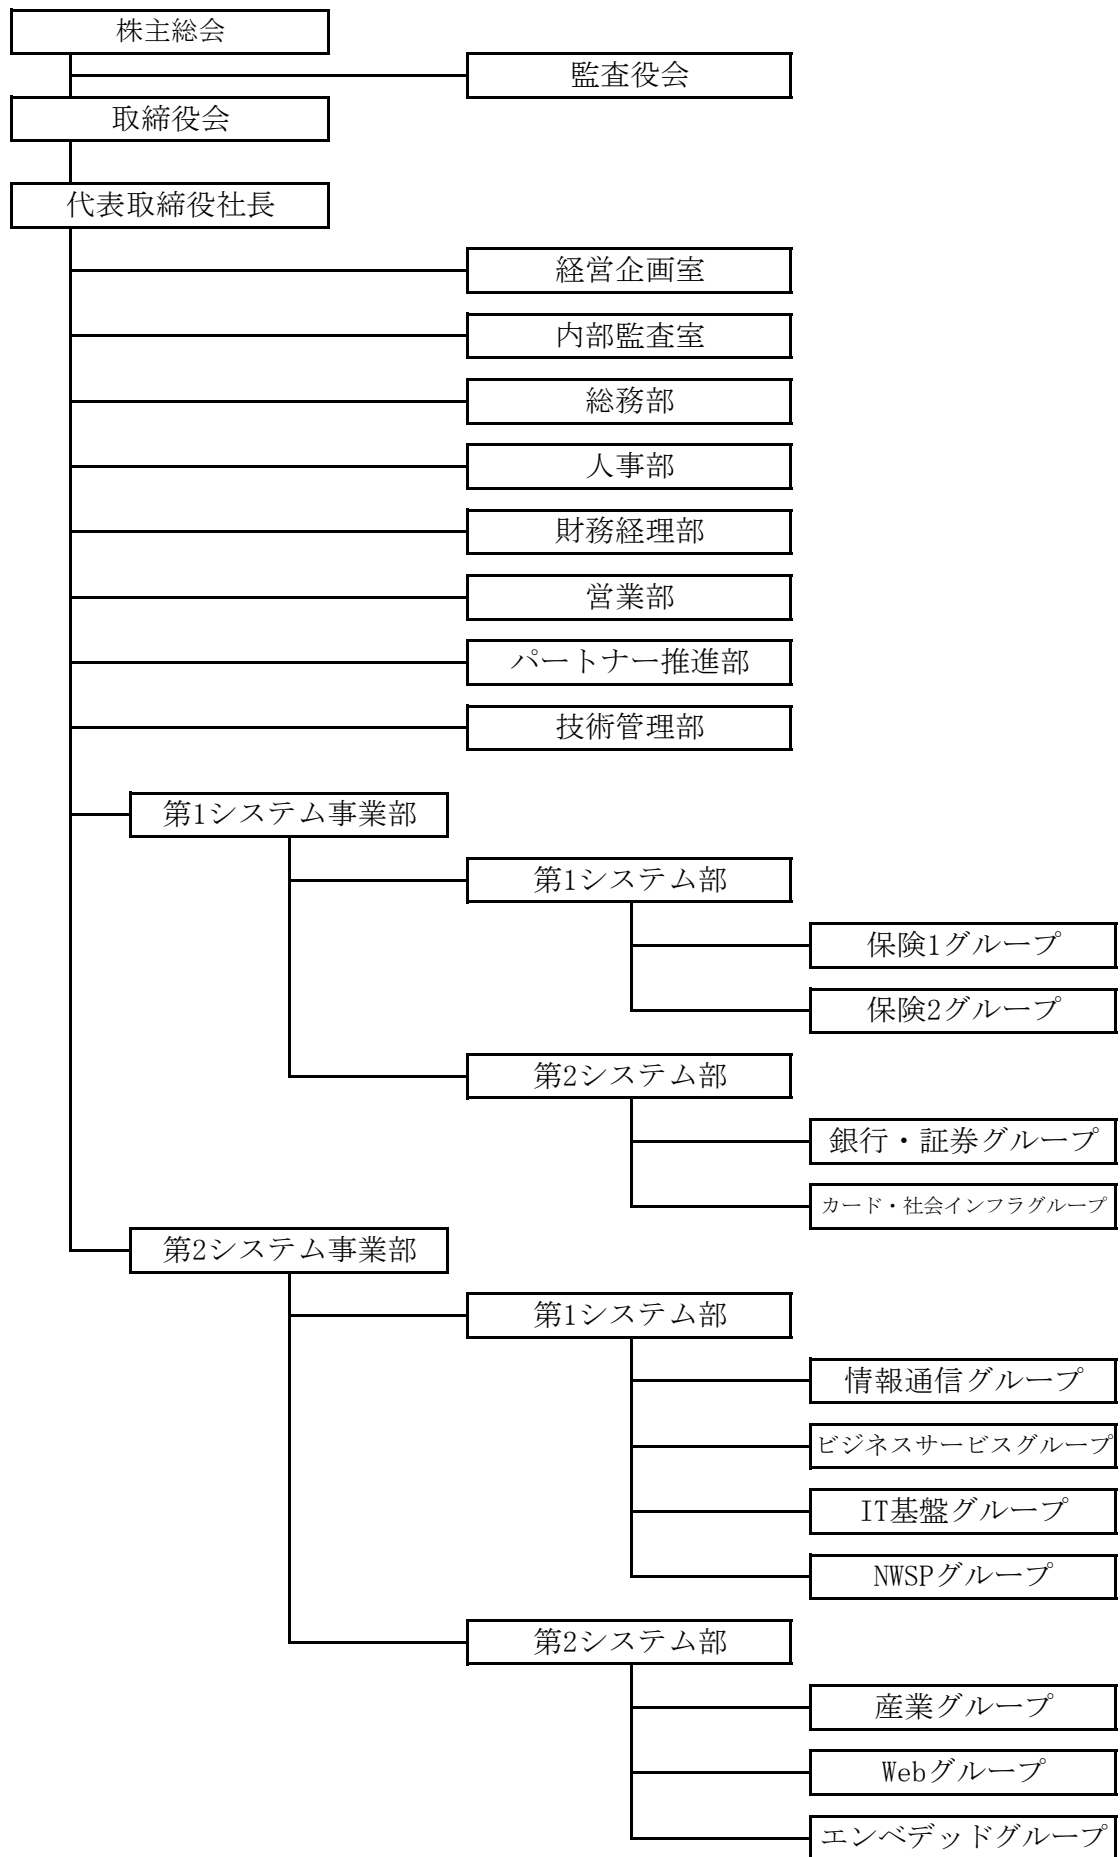 株主総会
監査役会
取締役会
代表取締役社長
経営企画室
内部監査室
総務部
人事部
財務経理部
営業部
パートナー推進部
技術管理部
第1システム事業部
第1システム部
保険1グループ
保険2グループ
第2システム部
銀行・証券グループ
カード・社会インフラグループ
第2システム事業部
第1システム部
情報通信グループ
ビジネスサービスグループ
IT基盤グループ
NWSPグループ
第2システム部
産業グループ
Webグループ
エンベデッドグループ